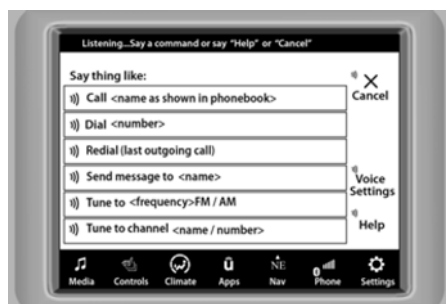 Listening...Say a command or say "Help" or "Cancel"
Say thing like:
Call <name as shown in phonebook>
Dial <number>
Redial (last outgoing call)
Send message to <name>
Tune to <frequency>FM / AM
Tune to channel <name / number>
Cancel
Voice
Settings
Help
NE
Media Controls Climate Apps Nav Phone Settings